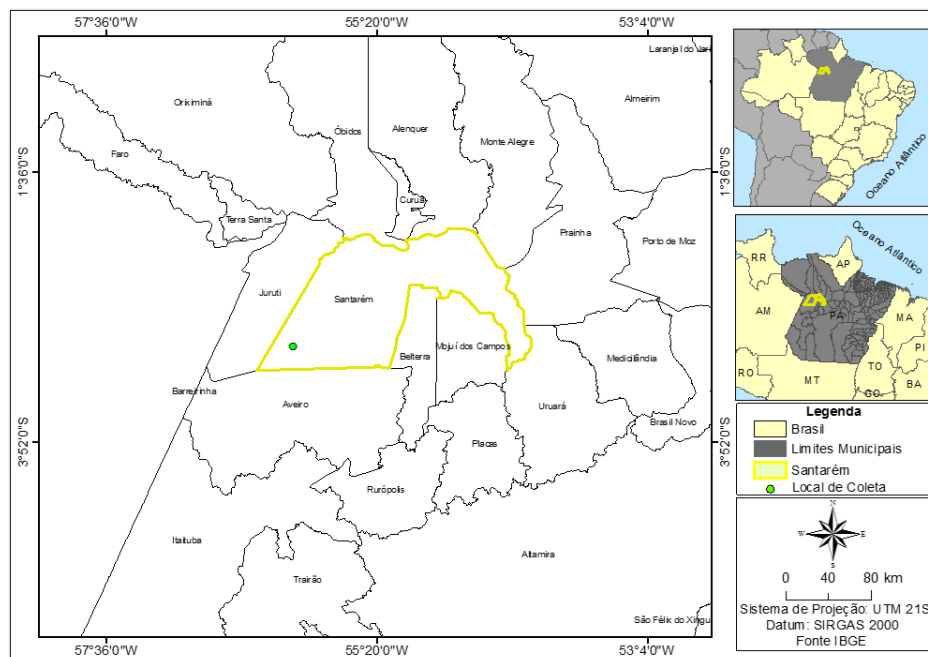 57°36'0"W
55°20'0"W
53°4'0"W
Laranjal do Jari
Oriximiná
Almeirim
Óbidos
Alenquer
Monte Alegre
Faro
1°36'0"S
1°36'0"S
Curuá
Terra Santa
Prainha
Porto de Moz
Juruti
Santarém
Mojuí dos Campos
Belterra
Medicilândia
Barreirinha
Aveiro
Uruará
Brasil Novo
Placas
3°52'0"S
3°52'0"S
Rurópolis
Itaituba
Altamira
Trairão
São Félix do Xingu
57°36'0"W
55°20'0"W
53°4'0"W
Oceano Atlântico
Oceano Atlântico
RR
AP
AM
PA
MA
PI
TO
RO
MT
GO
BA
Legenda
Brasil
Limites Municipais
Santarém
Local de Coleta
N
W
E
S
0 40 80 km
Sistema de Projeção: UTM 21S
Datum: SIRGAS 2000
Fonte IBGE